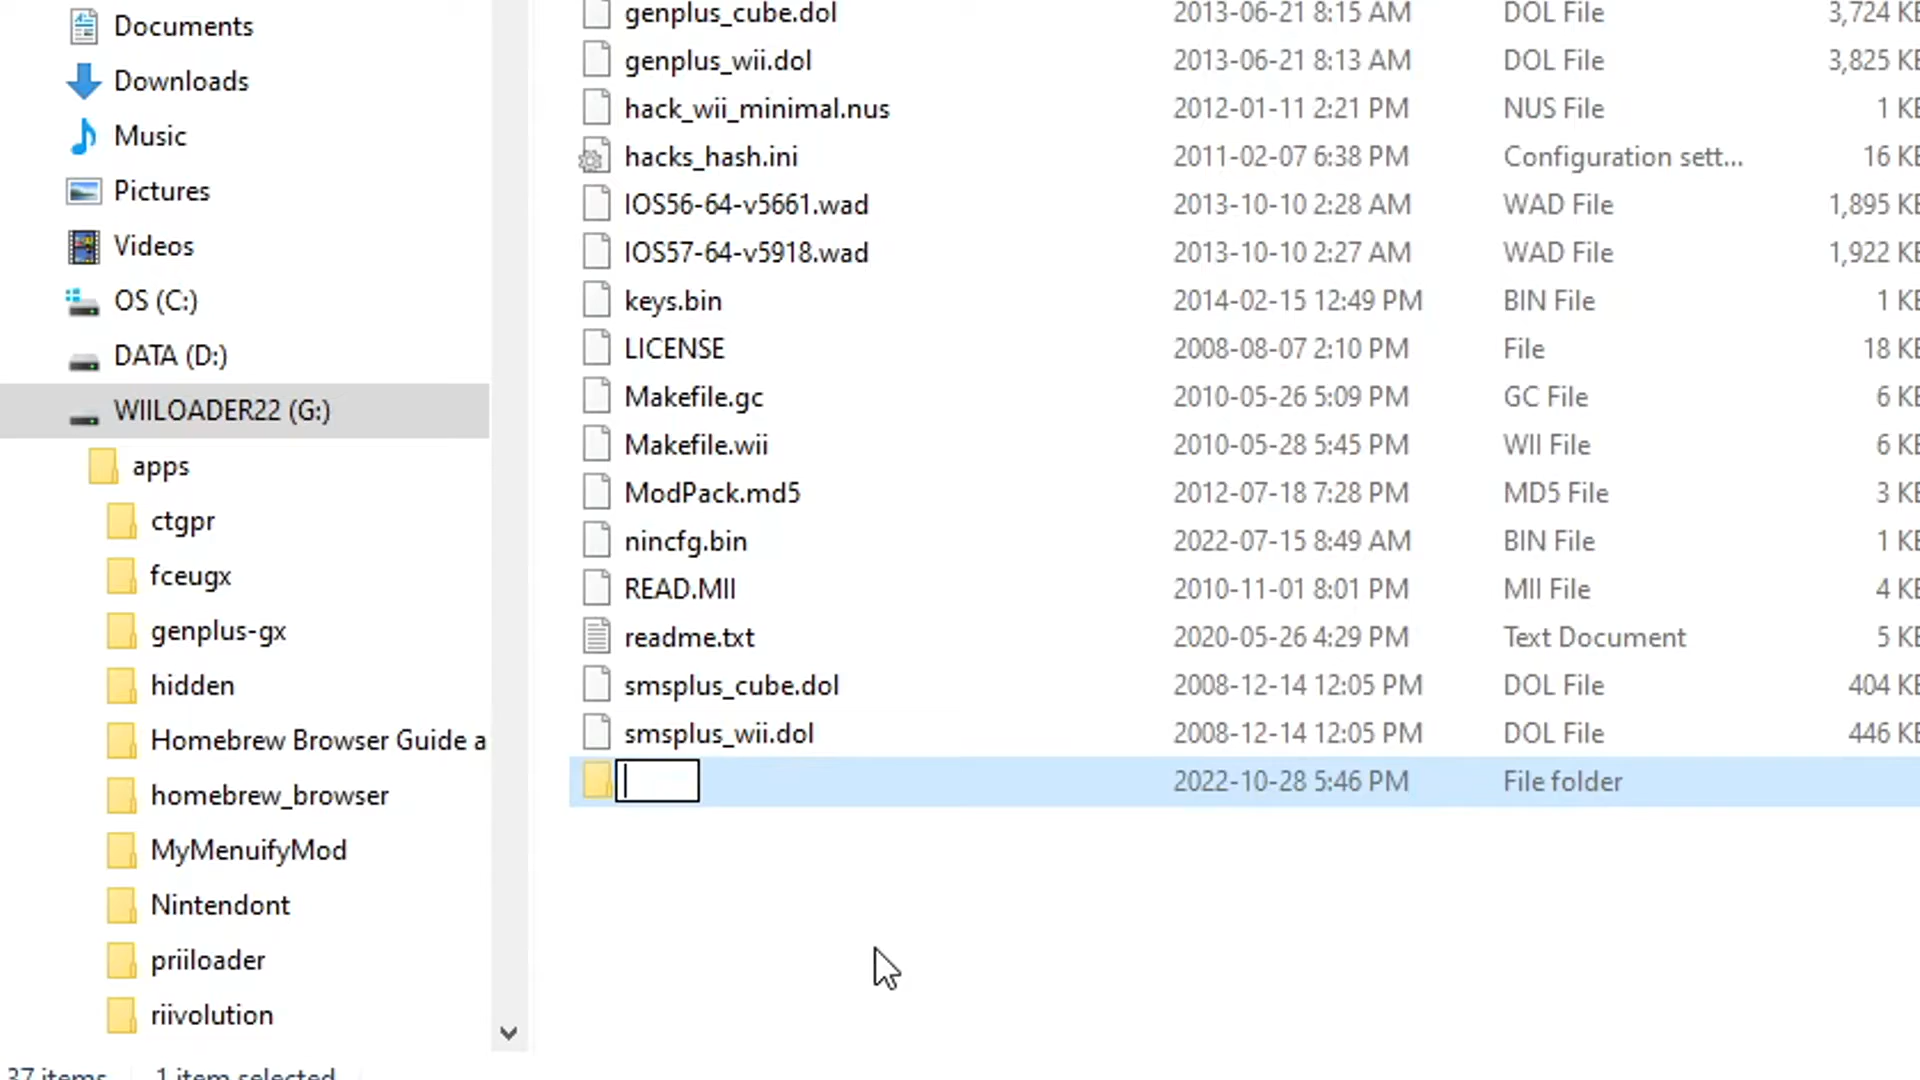 Documents
Downloads
Music
Pictures
Videos
OS (C:)
DATA (D:)
WIILOADER22 (G:)
apps
ctgpr
fceugx
genplus-gx
hidden
Homebrew Browser Guide a
homebrew_browser
MyMenuifyMod
Nintendont
priiloader
riivolution
genplus_cube.dol 2013-06-21 8:15 AM DOL File 3,724 KB
genplus_wii.dol 2013-06-21 8:13 AM DOL File 3,825 KB
hack_wii_minimal.nus 2012-01-11 2:21 PM NUS File 1 KB
hacks_hash.ini 2011-02-07 6:38 PM Configuration sett... 16 KB
IOS56-64-v5661.wad 2013-10-10 2:28 AM WAD File 1,895 KB
IOS57-64-v5918.wad 2013-10-10 2:27 AM WAD File 1,922 KB
keys.bin 2014-02-15 12:49 PM BIN File 1 KB
LICENSE 2008-08-07 2:10 PM File 18 KB
Makefile.gc 2010-05-26 5:09 PM GC File 6 KB
Makefile.wii 2010-05-28 5:45 PM WII File 6 KB
ModPack.md5 2012-07-18 7:28 PM MD5 File 3 KB
nincfg.bin 2022-07-15 8:49 AM BIN File 1 KB
READ.MII 2010-11-01 8:01 PM MII File 4 KB
readme.txt 2020-05-26 4:29 PM Text Document 5 KB
smsplus_cube.dol 2008-12-14 12:05 PM DOL File 404 KB
smsplus_wii.dol 2008-12-14 12:05 PM DOL File 446 KB
2022-10-28 5:46 PM File folder
37 items 1 item selected